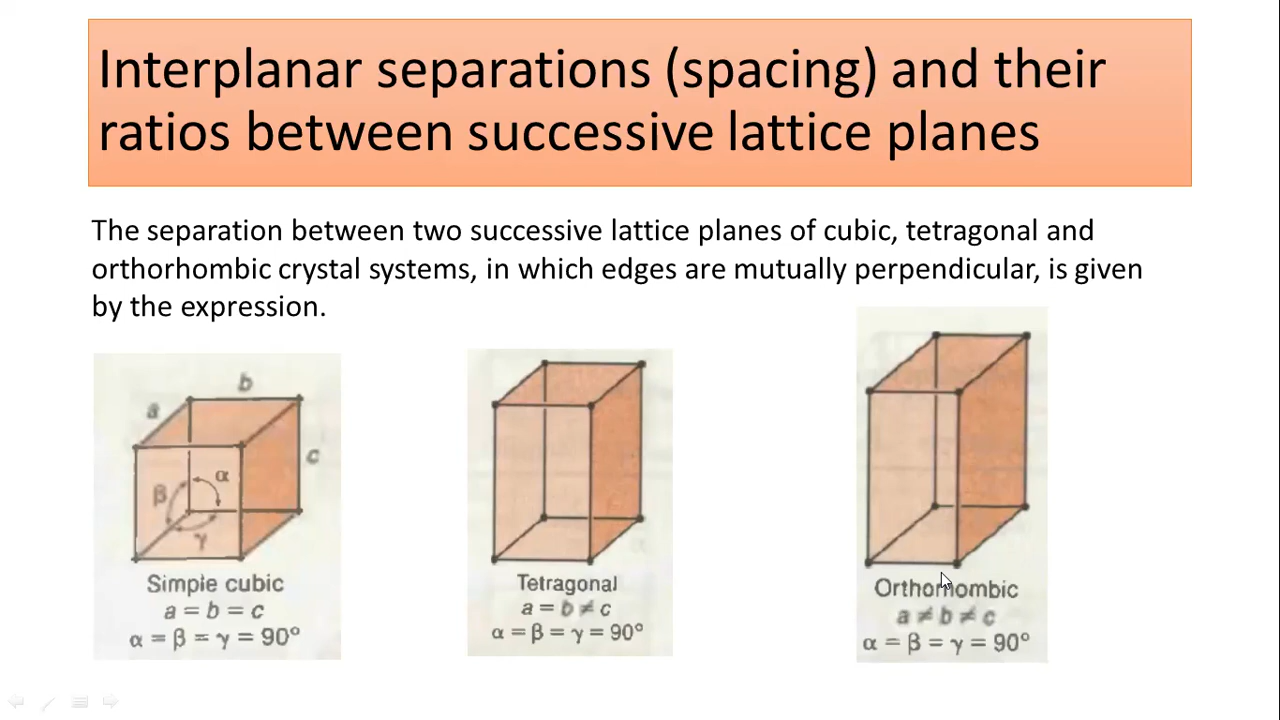 Interplanar separations (spacing) and their
ratios between successive lattice planes
The separation between two successive lattice planes of cubic, tetragonal and
orthorhombic crystal systems, in which edges are mutually perpendicular, is given
by the expression.
b
a
c
α
β
γ
Simple cubic
a = b = c
α = β = γ = 90°
Tetragonal
a = b ≠ c
α = β = γ = 90°
Orthorhombic
a ≠ b ≠ c
α = β = γ = 90°